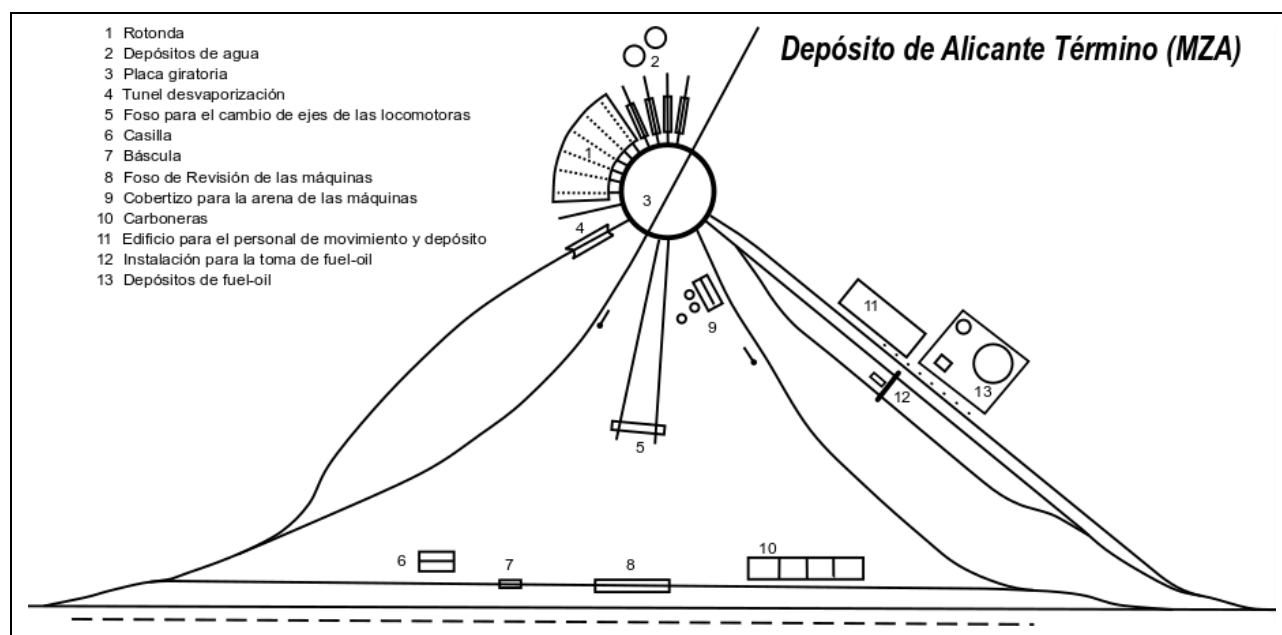 Depósito de Alicante Término (MZA)
1 Rotonda
2 Depósitos de agua
3 Placa giratoria
4 Tunel desvaporización
5 Foso para el cambio de ejes de las locomotoras
6 Casilla
7 Báscula
8 Foso de Revisión de las máquinas
9 Cobertizo para la arena de las máquinas
10 Carboneras
11 Edificio para el personal de movimiento y depósito
12 Instalación para la toma de fuel-oil
13 Depósitos de fuel-oil
2
1
3
4
9
11
12
13
5
6
7
8
10